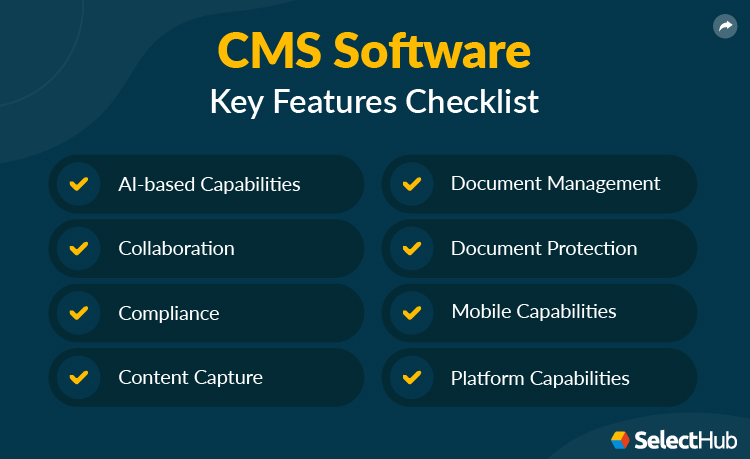 CMS Software
Key Features Checklist
AI-based Capabilities
Collaboration
Compliance
Content Capture
Document Management
Document Protection
Mobile Capabilities
Platform Capabilities
SelectHub